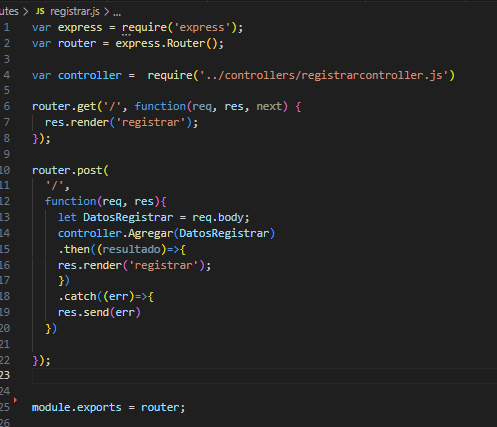 utes > JS registrar.js > ...
1 var express = require('express');
2 var router = express.Router();
3
4 var controller =  require('../controllers/registrarcontroller.js')
5
6 router.get('/', function(req, res, next) {
7   res.render('registrar');
8 });
9
10 router.post(
11   '/',
12   function(req, res){
13     let DatosRegistrar = req.body;
14     controller.Agregar(DatosRegistrar)
15     .then((resultado)=>{
16     res.render('registrar');
17     })
18     .catch((err)=>{
19     res.send(err)
20   })
21
22 });
23
24
25 module.exports = router;
26